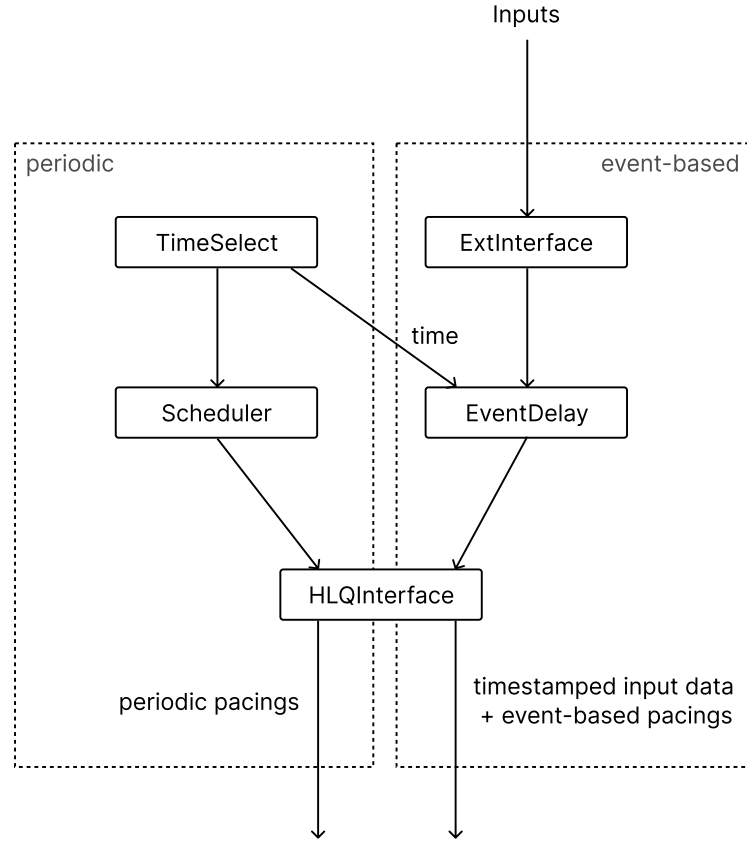 Inputs
periodic
event-based
TimeSelect
ExtInterface
time
Scheduler
EventDelay
HLQInterface
periodic pacings
timestamped input data
+ event-based pacings